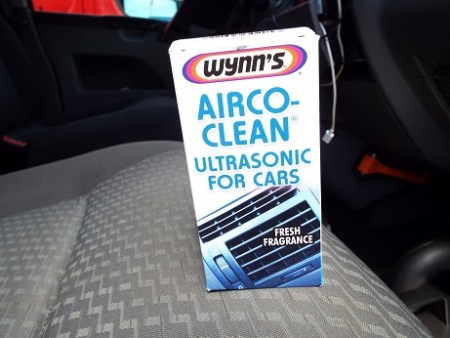 WYNN'S
AIRCO-
CLEAN®
ULTRASONIC
FOR CARS
FRESH
FRAGRANCE